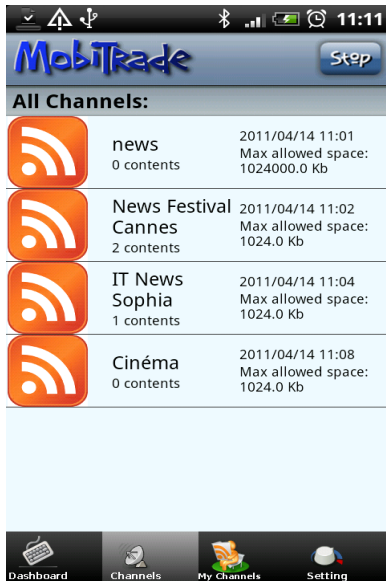 11:11
MobiTrade
Stop
All Channels:
news
0 contents
2011/04/14 11:01
Max allowed space:
1024000.0 Kb
News Festival
Cannes
2 contents
2011/04/14 11:02
Max allowed space:
1024.0 Kb
IT News
Sophia
1 contents
2011/04/14 11:04
Max allowed space:
1024.0 Kb
Cinéma
0 contents
2011/04/14 11:08
Max allowed space:
1024.0 Kb
Dashboard
Channels
My Channels
Setting